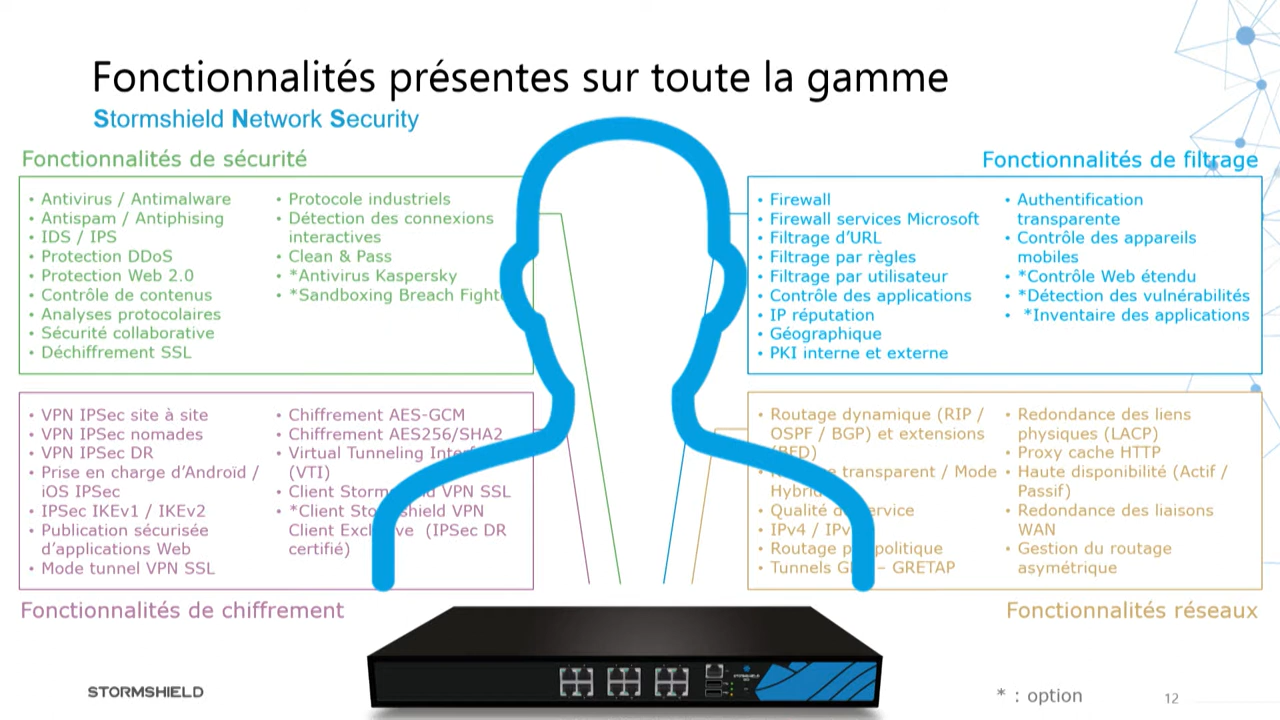 Fonctionnalités présentes sur toute la gamme
Stormshield Network Security
Fonctionnalités de sécurité
• Antivirus / Antimalware
• Antispam / Antiphising
• IDS / IPS
• Protection DDoS
• Protection Web 2.0
• Contrôle de contenus
• Analyses protocolaires
• Sécurité collaborative
• Déchiffrement SSL
• Protocole industriels
• Détection des connexions
interactives
• Clean & Pass
• *Antivirus Kaspersky
• *Sandboxing Breach
Fonctionnalités de filtrage
• Firewall
• Firewall services Microsoft
• Filtrage d'URL
• Filtrage par règles
• Filtrage par utilisateur
• Contrôle des applications
• IP réputation
• Géographique
• PKI interne et externe
• Authentification
transparente
• Contrôle des appareils
mobiles
• *Contrôle Web étendu
• *Détection des vulnérabilités
• *Inventaire des applications
• VPN IPSec site à site
• VPN IPSec nomades
• VPN IPSec DR
• Prise en charge d'Androïd /
iOS IPSec
• IPSec IKEv1 / IKEv2
• Publication sécurisée
d'applications Web
• Mode tunnel VPN SSL
• Chiffrement AES-GCM
• Chiffrement AES256/SHA2
• Virtual Tunneling
(VTI)
• Client VPN SSL
• *Client VPN
Client (IPSec DR
certifié)
Fonctionnalités de chiffrement
• Routage dynamique (RIP /
OSPF / BGP) et extensions
(BFD)
transparent / Mode
• Qualité
• IPv4 /
• Routage politique
• Tunnels – GRETAP
• Redondance des liens
physiques (LACP)
• Proxy cache HTTP
• Haute disponibilité (Actif /
Passif)
• Redondance des liaisons
WAN
• Gestion du routage
asymétrique
Fonctionnalités réseaux
STORMSHIELD
* : option
12